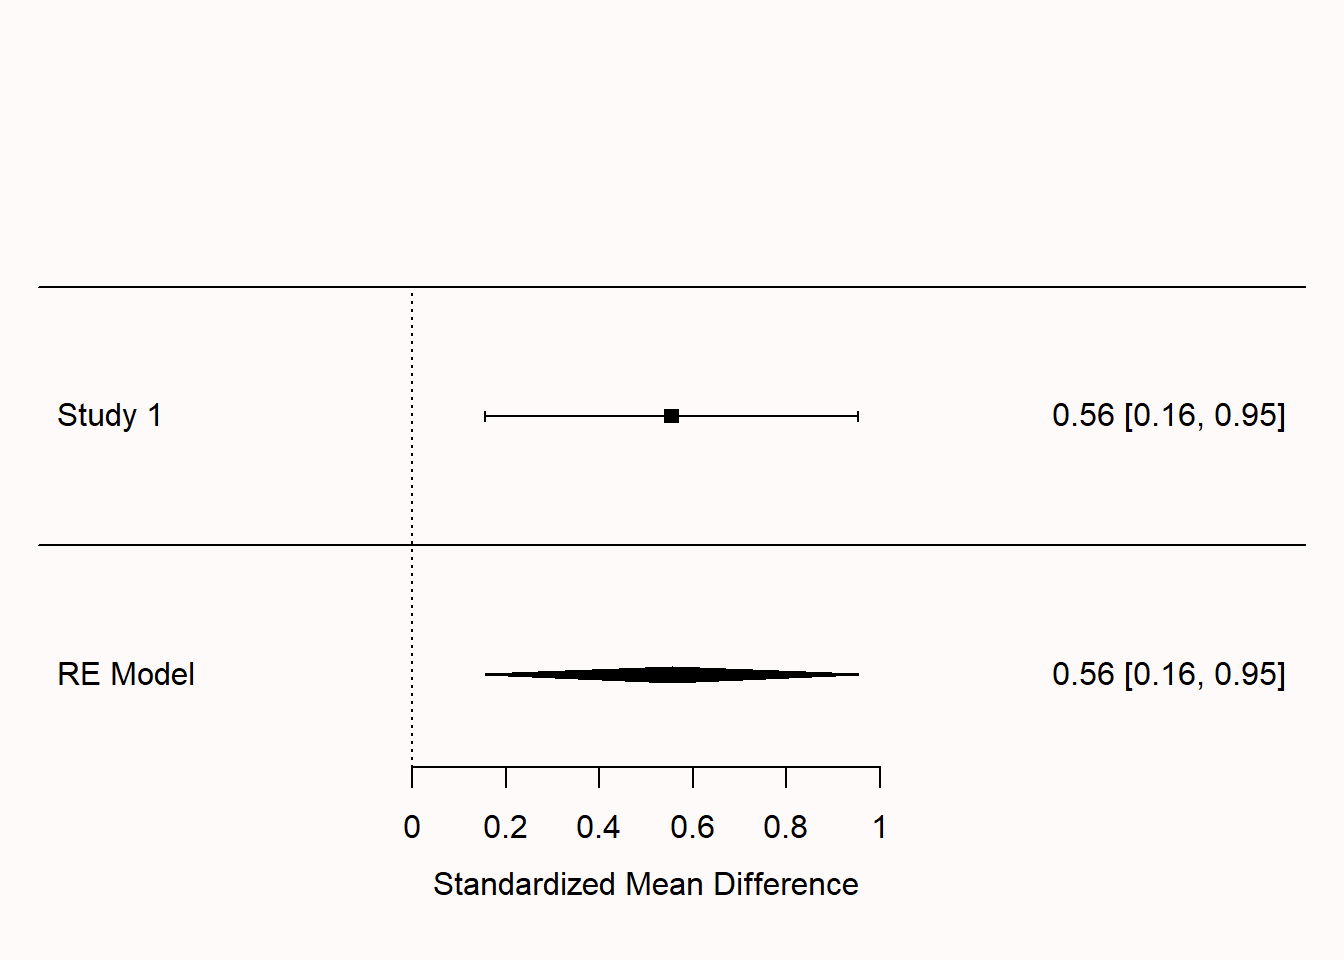 Study 1 0.56 [0.16, 0.95]
RE Model 0.56 [0.16, 0.95]
0 0.2 0.4 0.6 0.8 1
Standardized Mean Difference